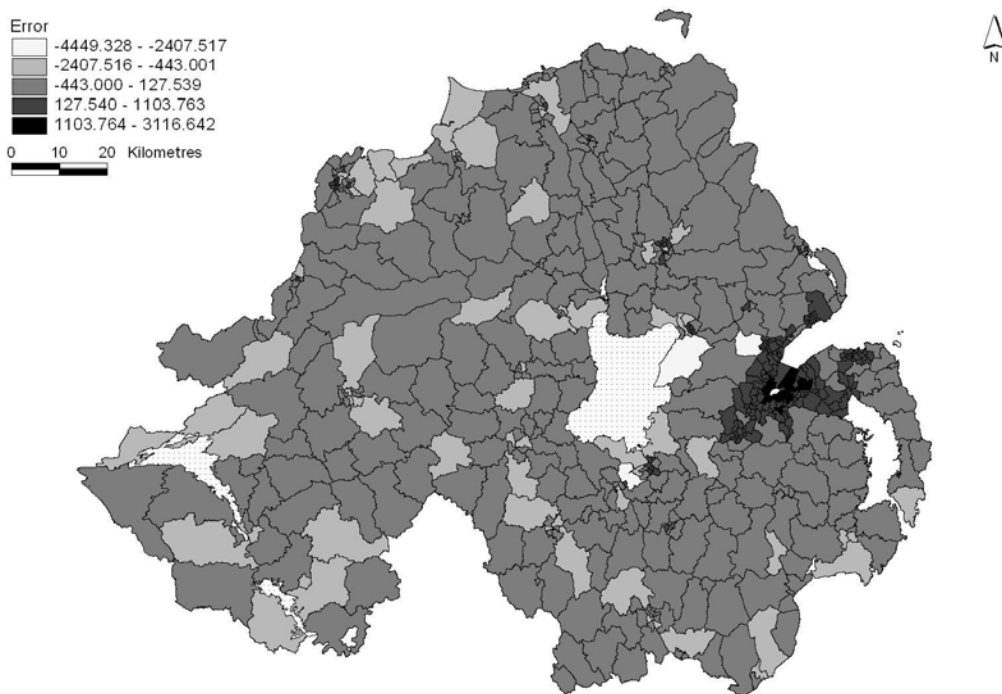 Error
-4449.328 - -2407.517
-2407.516 - -443.001
-443.000 - 127.539
127.540 - 1103.763
1103.764 - 3116.642
0 10 20 Kilometres
N